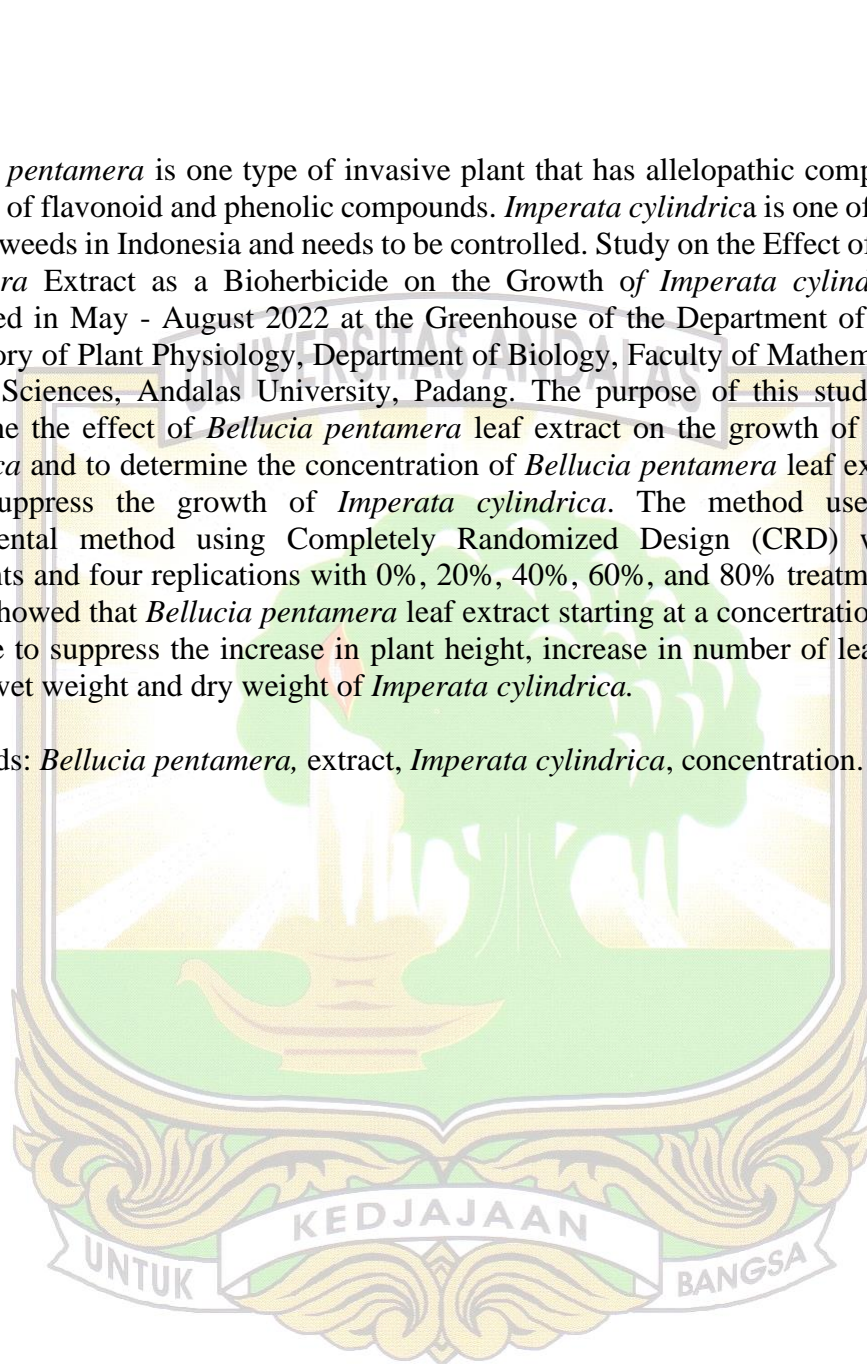 pentamera is one type of invasive plant that has allelopathic comp
of flavonoid and phenolic compounds. Imperata cylindrica is one of
weeds in Indonesia and needs to be controlled. Study on the Effect of
ra Extract as a Bioherbicide on the Growth of Imperata cylind
ed in May - August 2022 at the Greenhouse of the Department of
ory of Plant Physiology, Department of Biology, Faculty of Mathem
Sciences, Andalas University, Padang. The purpose of this stud
ne the effect of Bellucia pentamera leaf extract on the growth of
ca and to determine the concentration of Bellucia pentamera leaf ex
uppress the growth of Imperata cylindrica. The method use
ental method using Completely Randomized Design (CRD) w
nts and four replications with 0%, 20%, 40%, 60%, and 80% treatm
howed that Bellucia pentamera leaf extract starting at a concertration
e to suppress the increase in plant height, increase in number of lea
wet weight and dry weight of Imperata cylindrica.
ds: Bellucia pentamera, extract, Imperata cylindrica, concentration.
UNIVERSITAS ANDALAS
KEDJAJAAN
UNTUK BANGSA